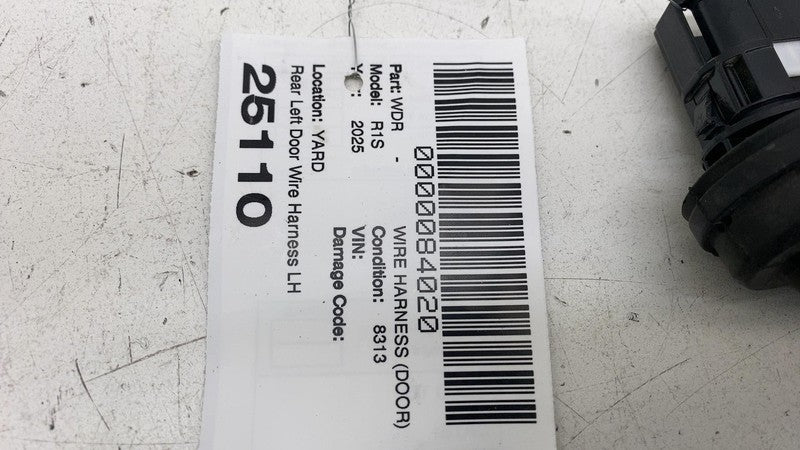 0000084020
Part: WDR - WIRE HARNESS (DOOR)
Model: R1S Condition: 8313
2025 VIN:
Damage Code:
Location: YARD
Rear Left Door Wire Harness LH
25110